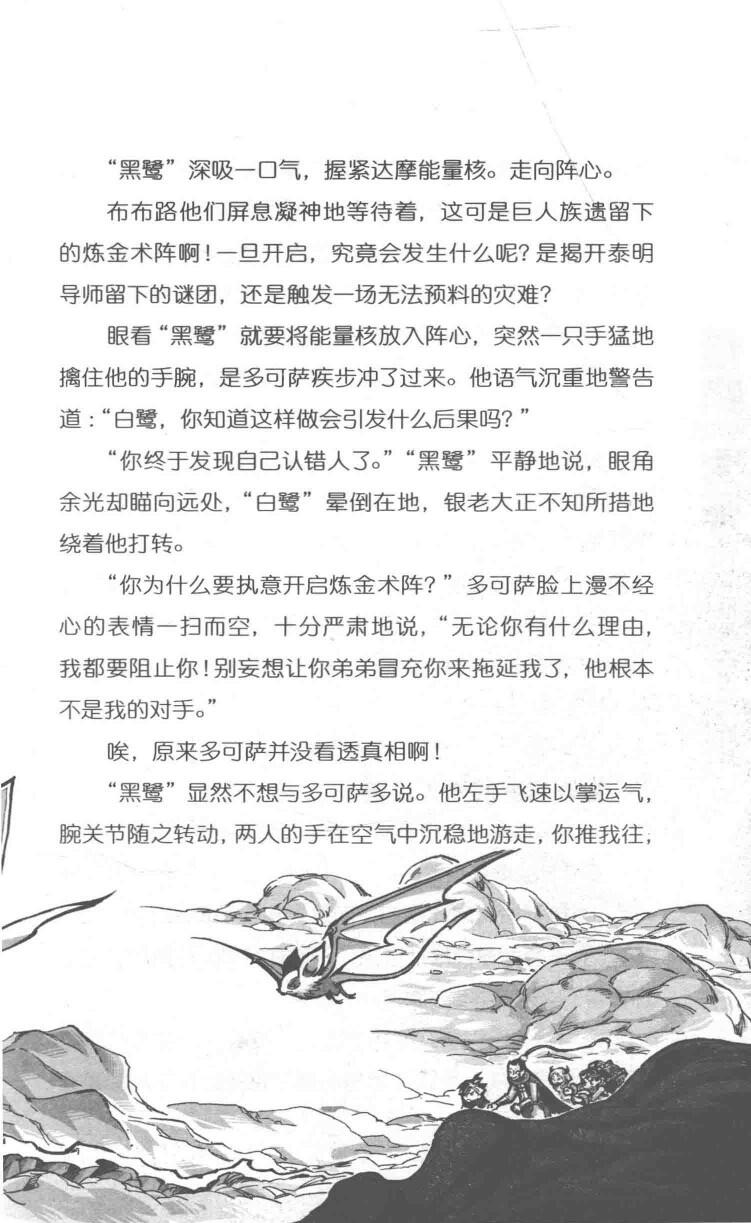 “黑鹭”深吸一口气，握紧达摩能量核。走向阵心。
布布路他们屏息凝神地等待着，这可是巨人族遗留下
的炼金术阵啊！一旦开启，究竟会发生什么呢？是揭开泰明
导师留下的谜团，还是触发一场无法预料的灾难？
眼看“黑鹭”就要将能量核放入阵心，突然一只手猛地
擒住他的手腕，是多可萨疾步冲了过来。他语气沉重地警告
道：“白鹭，你知道这样做会引发什么后果吗？”
“你终于发现自己认错人了。”“黑鹭”平静地说，眼角
余光却瞄向远处，“白鹭”晕倒在地，银老大正不知所措地
绕着他打转。
“你为什么要执意开启炼金术阵？”多可萨脸上漫不经
心的表情一扫而空，十分严肃地说，“无论你有什么理由，
我都要阻止你！别妄想让你弟弟冒充你来拖延我了，他根本
不是我的对手。”
唉，原来多可萨并没看透真相啊！
“黑鹭”显然不想与多可萨多说。他左手飞速以掌运气，
腕关节随之转动，两人的手在空气中沉稳地游走，你推我往，